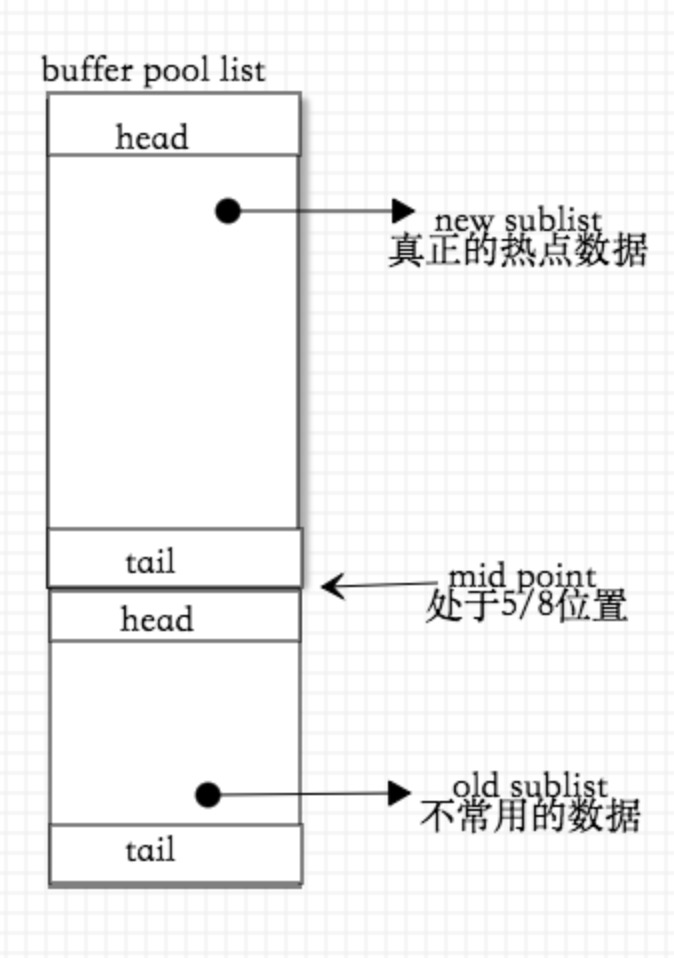 buffer pool list
head
new sublist
真正的热点数据
tail
mid point
处于5/8位置
head
old sublist
不常用的数据
tail